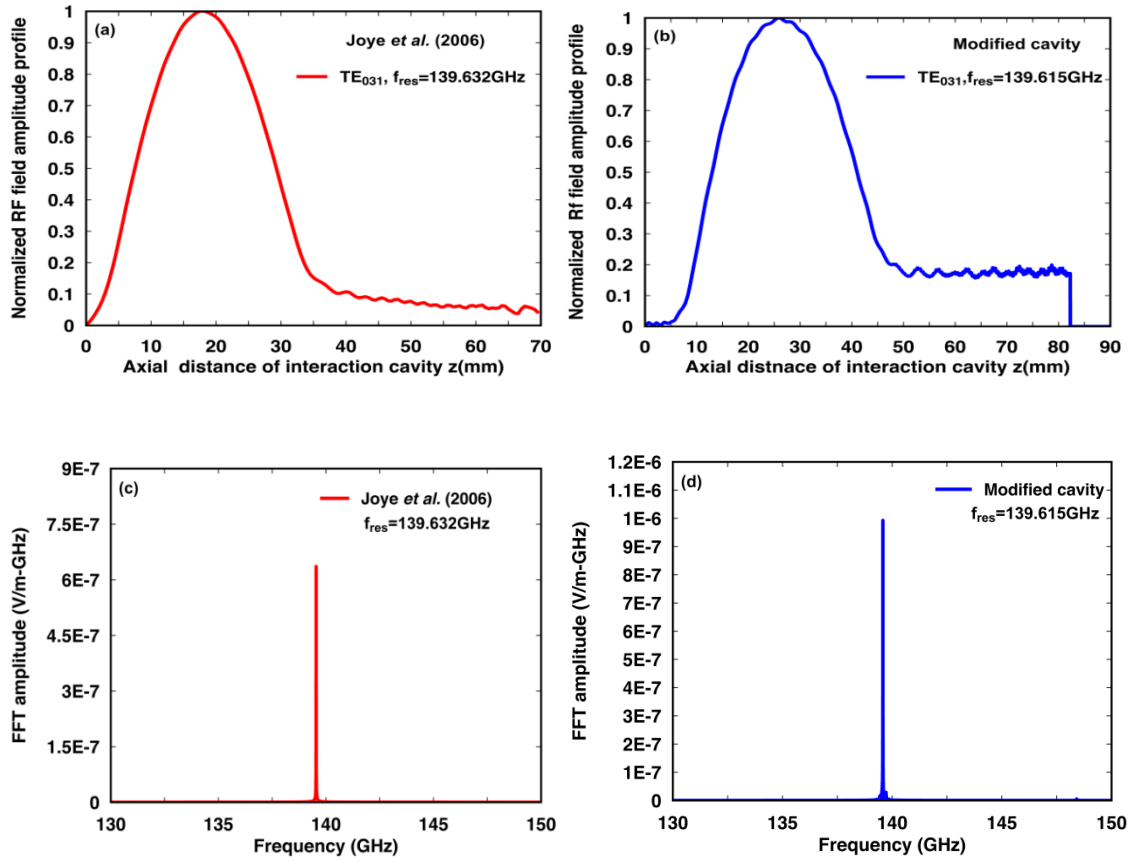 (a)
Joye et al. (2006)
TE031, fres=139.632GHz
Normalized RF field amplitude profile
1
0.9
0.8
0.7
0.6
0.5
0.4
0.3
0.2
0.1
0
0 10 20 30 40 50 60 70
Axial distance of interaction cavity z(mm)
(b)
Modified cavity
TE031,fres=139.615GHz
Normalized Rf field amplitude profile
1
0.9
0.8
0.7
0.6
0.5
0.4
0.3
0.2
0.1
0
0 10 20 30 40 50 60 70 80 90
Axial distnace of interaction cavity z(mm)
(c)
Joye et al. (2006)
fres=139.632GHz
FFT amplitude (V/m-GHz)
9E-7
7.5E-7
6E-7
4.5E-7
3E-7
1.5E-7
0
130 135 140 145 150
Frequency (GHz)
(d)
Modified cavity
fres=139.615GHz
FFT amplitude (V/m-GHz)
1.2E-6
1.1E-6
1E-6
9E-7
8E-7
7E-7
6E-7
5E-7
4E-7
3E-7
2E-7
1E-7
0
130 135 140 145 150
Frequency (GHz)